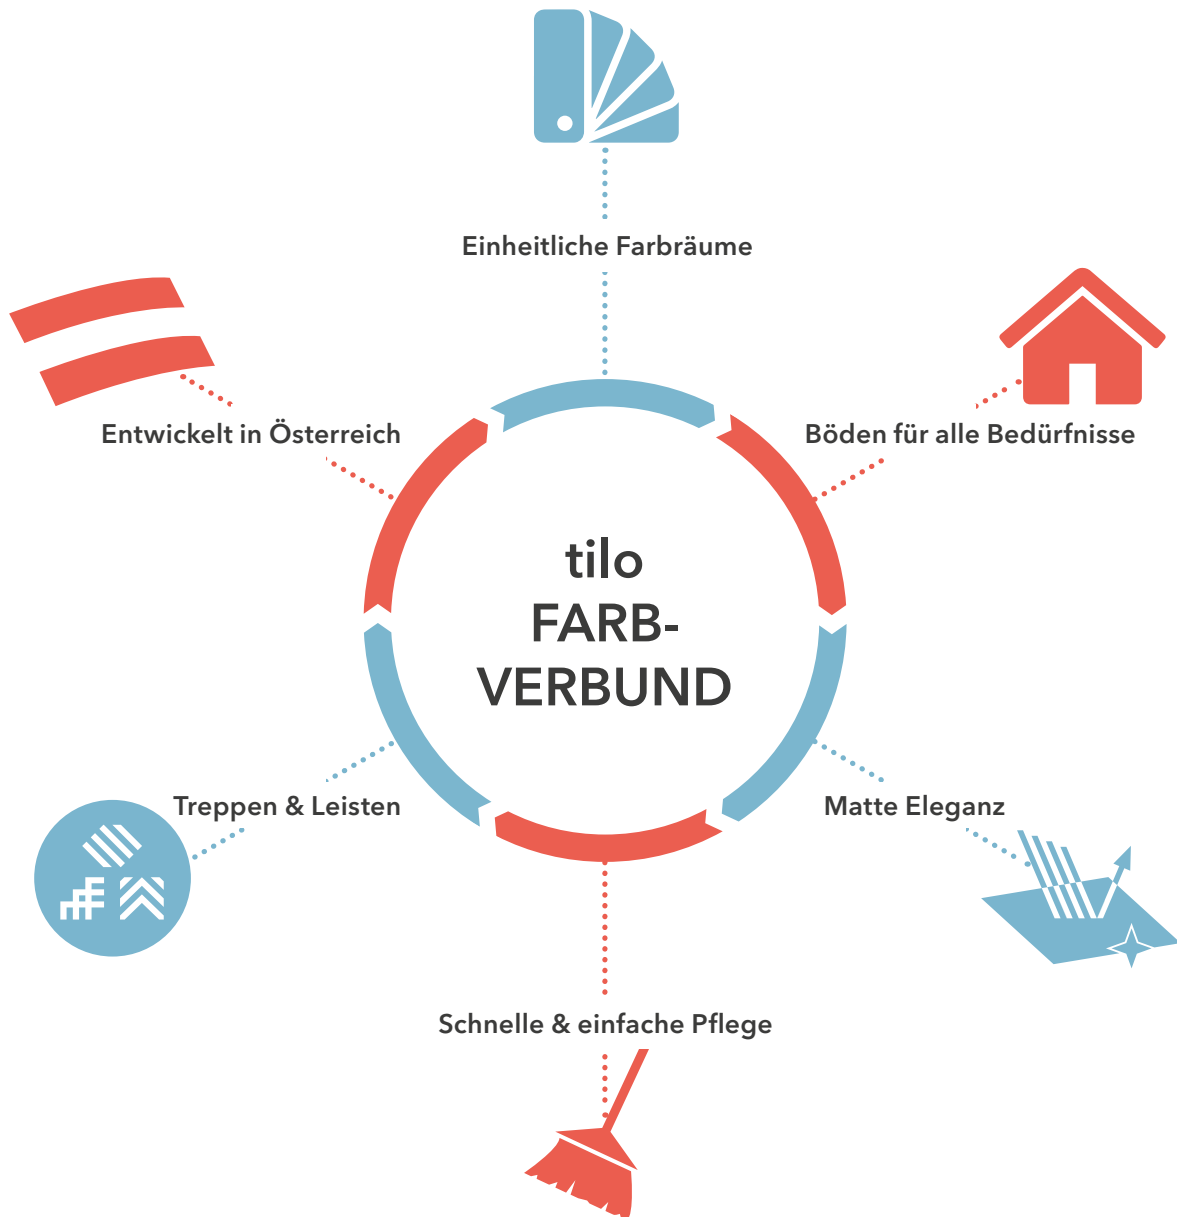 Einheitliche Farbräume
Entwickelt in Österreich
Böden für alle Bedürfnisse
tilo
FARB-
VERBUND
Treppen & Leisten
Matte Eleganz
Schnelle & einfache Pflege